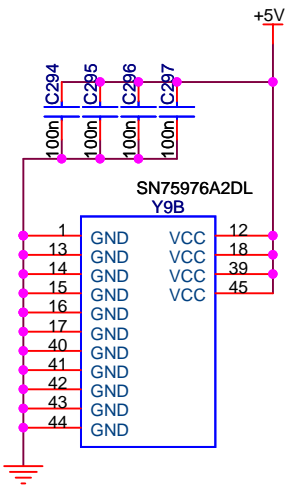 +5V
C294
C295
C296
C297
100n
100n
100n
100n
SN75976A2DL
Y9B
1 GND VCC 12
13 GND VCC 18
14 GND VCC 39
15 GND VCC 45
16 GND
17 GND
40 GND
41 GND
42 GND
43 GND
44 GND